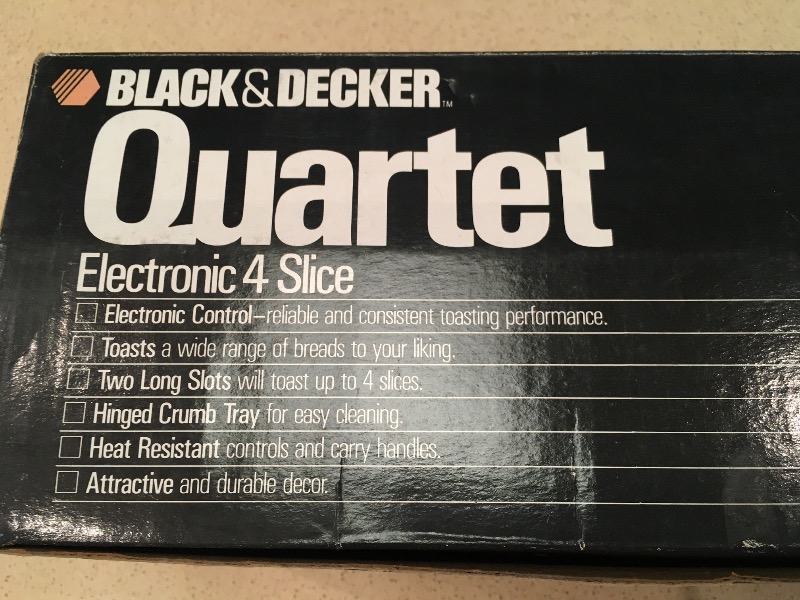 BLACK & DECKER™
Quartet
Electronic 4 Slice
Electronic Control–reliable and consistent toasting performance.
Toasts a wide range of breads to your liking.
Two Long Slots will toast up to 4 slices.
Hinged Crumb Tray for easy cleaning.
Heat Resistant controls and carry handles.
Attractive and durable decor.